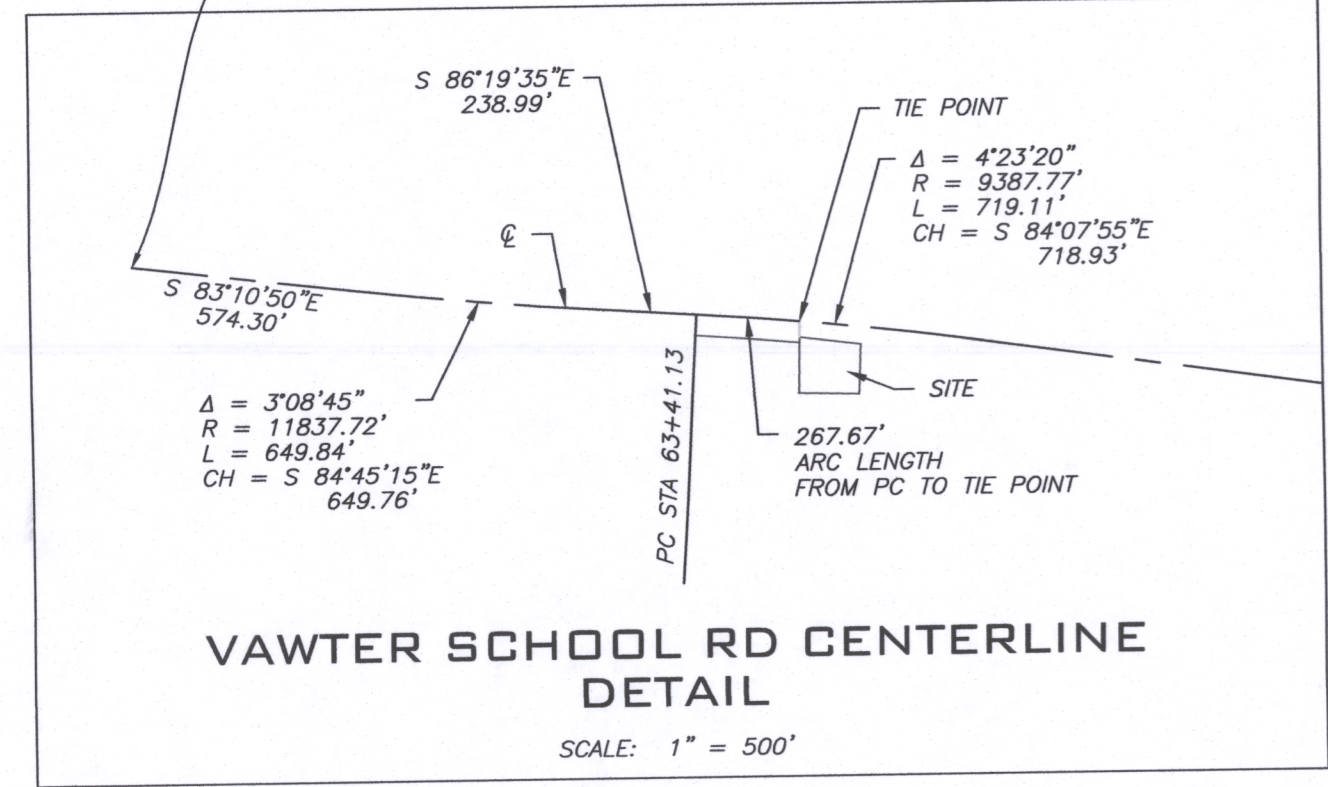 S 86°19'35"E
238.99'
TIE POINT
Δ = 4°23'20"
R = 9387.77'
L = 719.11'
CH = S 84°07'55"E
718.93'
℄
S 83°10'50"E
574.30'
PC STA 63+41.13
SITE
Δ = 3°08'45"
R = 11837.72'
L = 649.84'
CH = S 84°45'15"E
649.76'
267.67'
ARC LENGTH
FROM PC TO TIE POINT
VAWTER SCHOOL RD CENTERLINE
DETAIL
SCALE: 1" = 500'